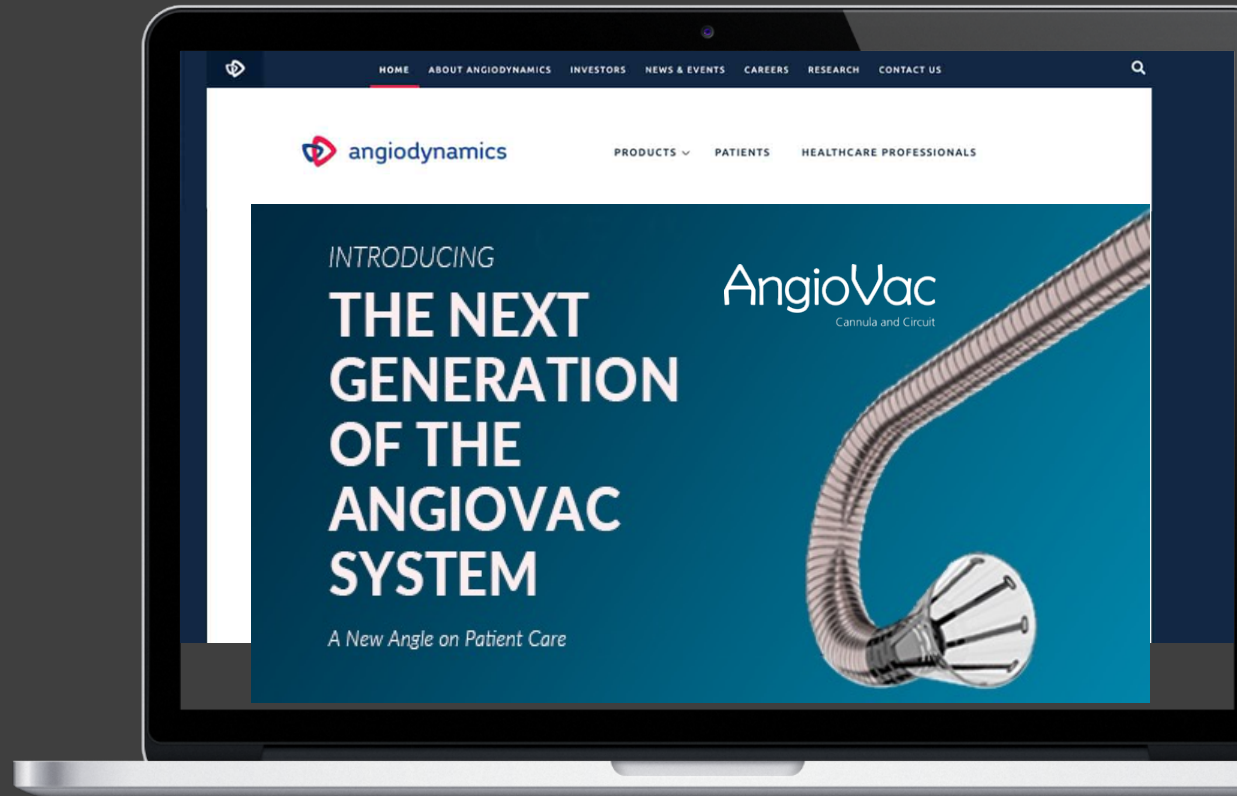 HOME ABOUT ANGIODYNAMICS INVESTORS NEWS & EVENTS CAREERS RESEARCH CONTACT US
angiodynamics PRODUCTS PATIENTS HEALTHCARE PROFESSIONALS
INTRODUCING
THE NEXT
GENERATION
OF THE
ANGIOVAC
SYSTEM
A New Angle on Patient Care
AngioVac
Cannula and Circuit